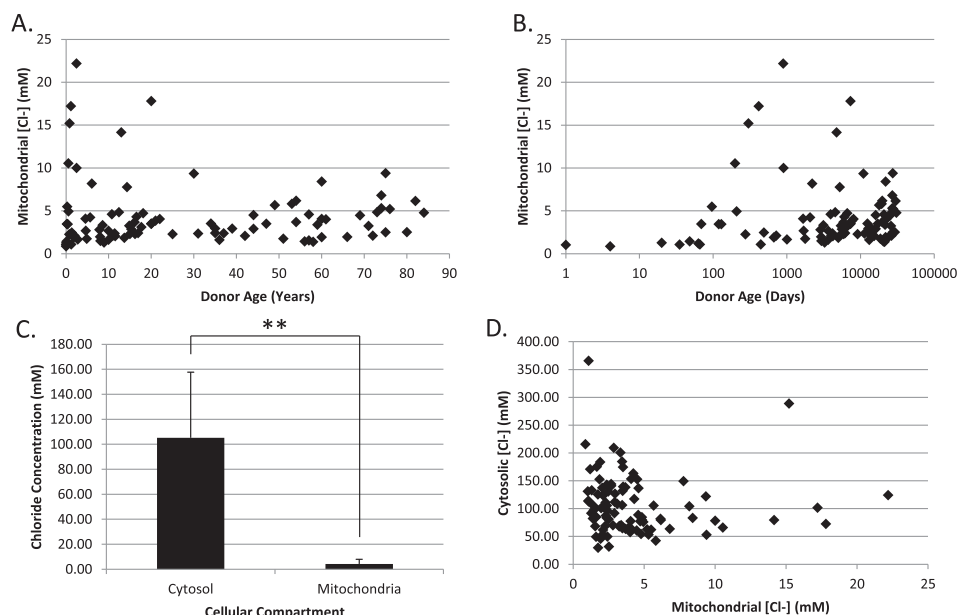 A.
25
20
15
10
5
0
Mitochondrial [Cl-] (mM)
0 10 20 30 40 50 60 70 80 90
Donor Age (Years)
B.
25
20
15
10
5
0
Mitochondrial [Cl-] (mM)
1 10 100 1000 10000 100000
Donor Age (Days)
C.
**
180.00
160.00
140.00
120.00
100.00
80.00
60.00
40.00
20.00
0.00
Chloride Concentration (mM)
Cytosol Mitochondria
Cellular Compartment
D.
400.00
350.00
300.00
250.00
200.00
150.00
100.00
50.00
0.00
Cytosolic [Cl-] (mM)
0 5 10 15 20 25
Mitochondrial [Cl-] (mM)